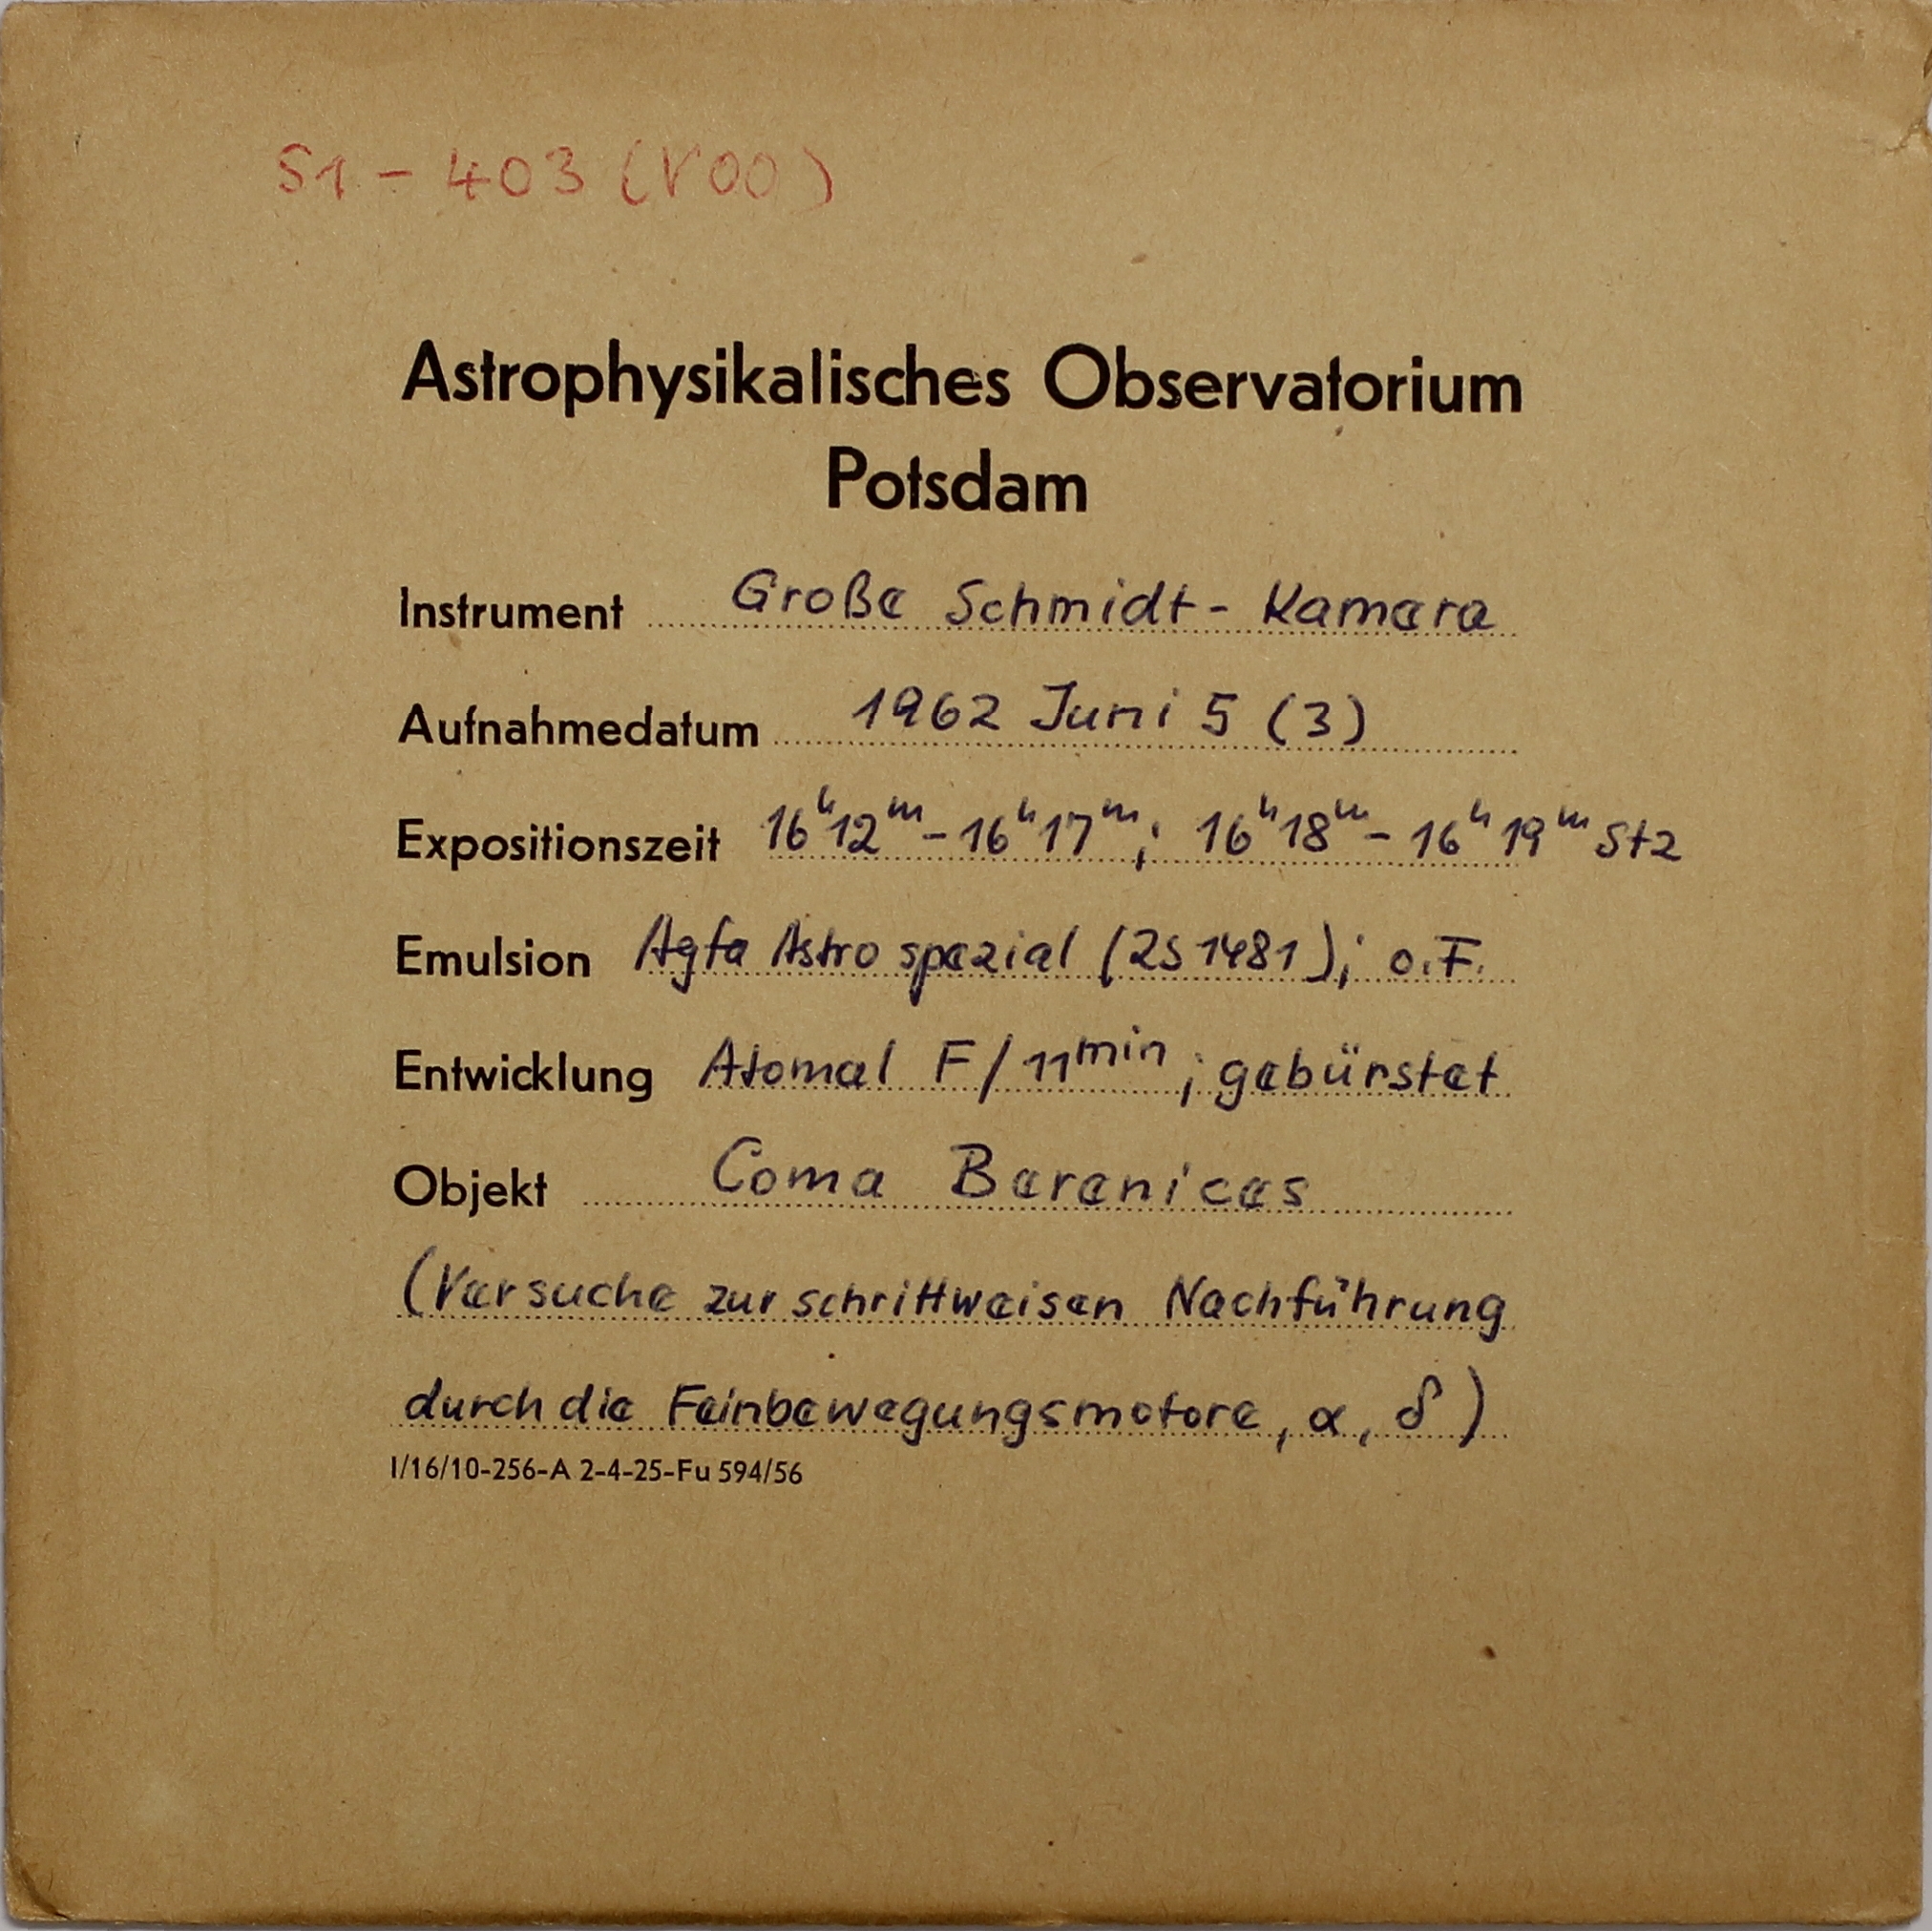 S1 - 403 (V00)
Astrophysikalisches Observatorium
Potsdam
Instrument Große Schmidt-Kamera
Aufnahmedatum 1962 Juni 5 (3)
Expositionszeit 16ʰ12ᵐ-16ʰ17ᵐ; 16ʰ18ᵐ-16ʰ19ᵐ Stz
Emulsion Agfa Astro spezial (2S 1481); o.F.
Entwicklung Atomal F/11ᵐⁱⁿ; gebürstet
Objekt Coma Berenices
(Versuche zur schrittweisen Nachführung
durch die Feinbewegungsmotore, α, δ)
I/16/10-256-A 2-4-25-Fu 594/56